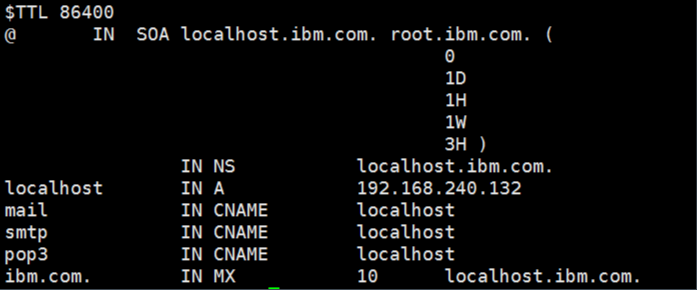 $TTL 86400
@ IN SOA localhost.ibm.com. root.ibm.com. (
0
1D
1H
1W
3H )
IN NS localhost.ibm.com.
localhost IN A 192.168.240.132
mail IN CNAME localhost
smtp IN CNAME localhost
pop3 IN CNAME localhost
ibm.com. IN MX 10 localhost.ibm.com.